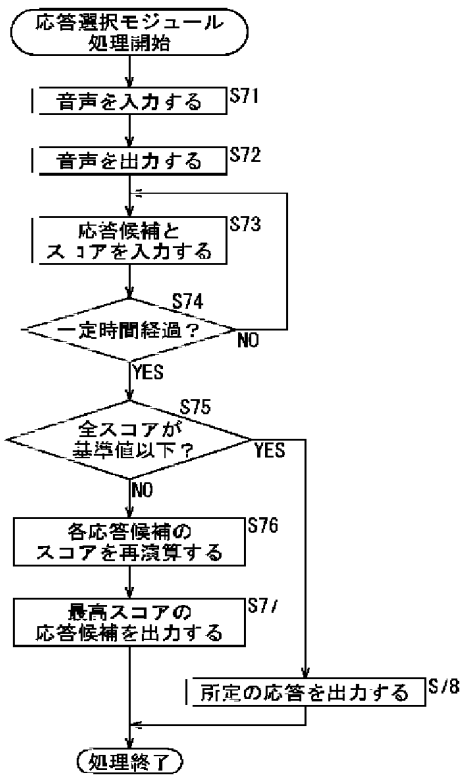 応答選択モジュール
処理開始
音声を入力する
S71
音声を出力する
S72
応答候補と
スコアを入力する
S73
S74
一定時間経過?
NO
YES
S75
全スコアが
基準値以下?
YES
NO
各応答候補の
スコアを再演算する
S76
最高スコアの
応答候補を出力する
S77
所定の応答を出力する
S78
処理終了